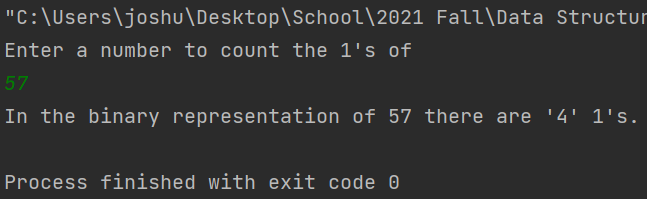 "C:\Users\joshu\Desktop\School\2021 Fall\Data
Enter a number to count the 1's of
57
In the binary representation of 57 there are '4' 1's.
Process finished with exit code 0